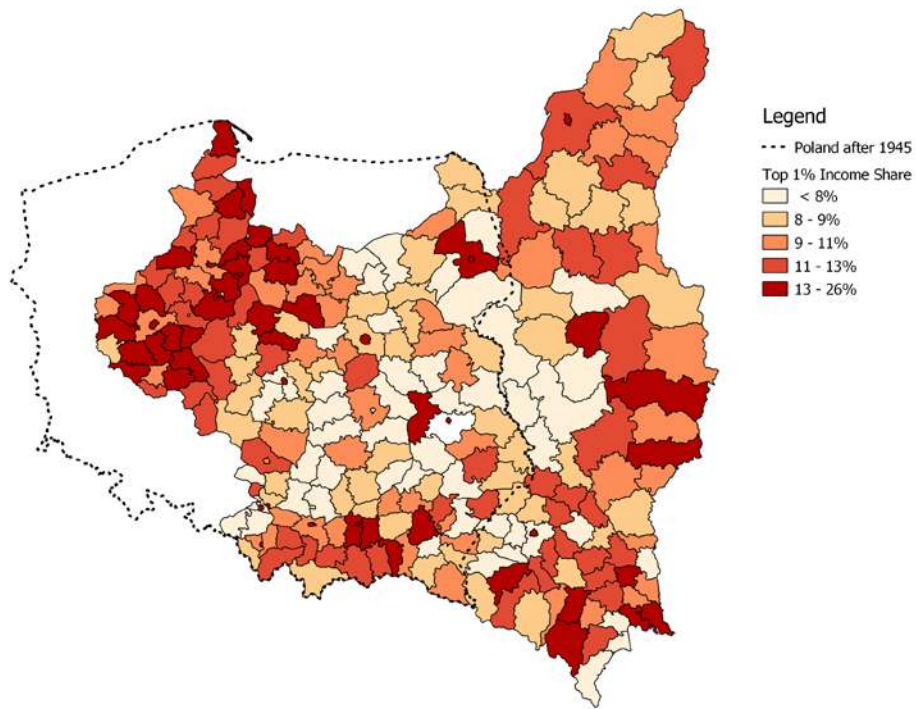 Legend
Poland after 1945
Top 1% Income Share
< 8%
8 - 9%
9 - 11%
11 - 13%
13 - 26%